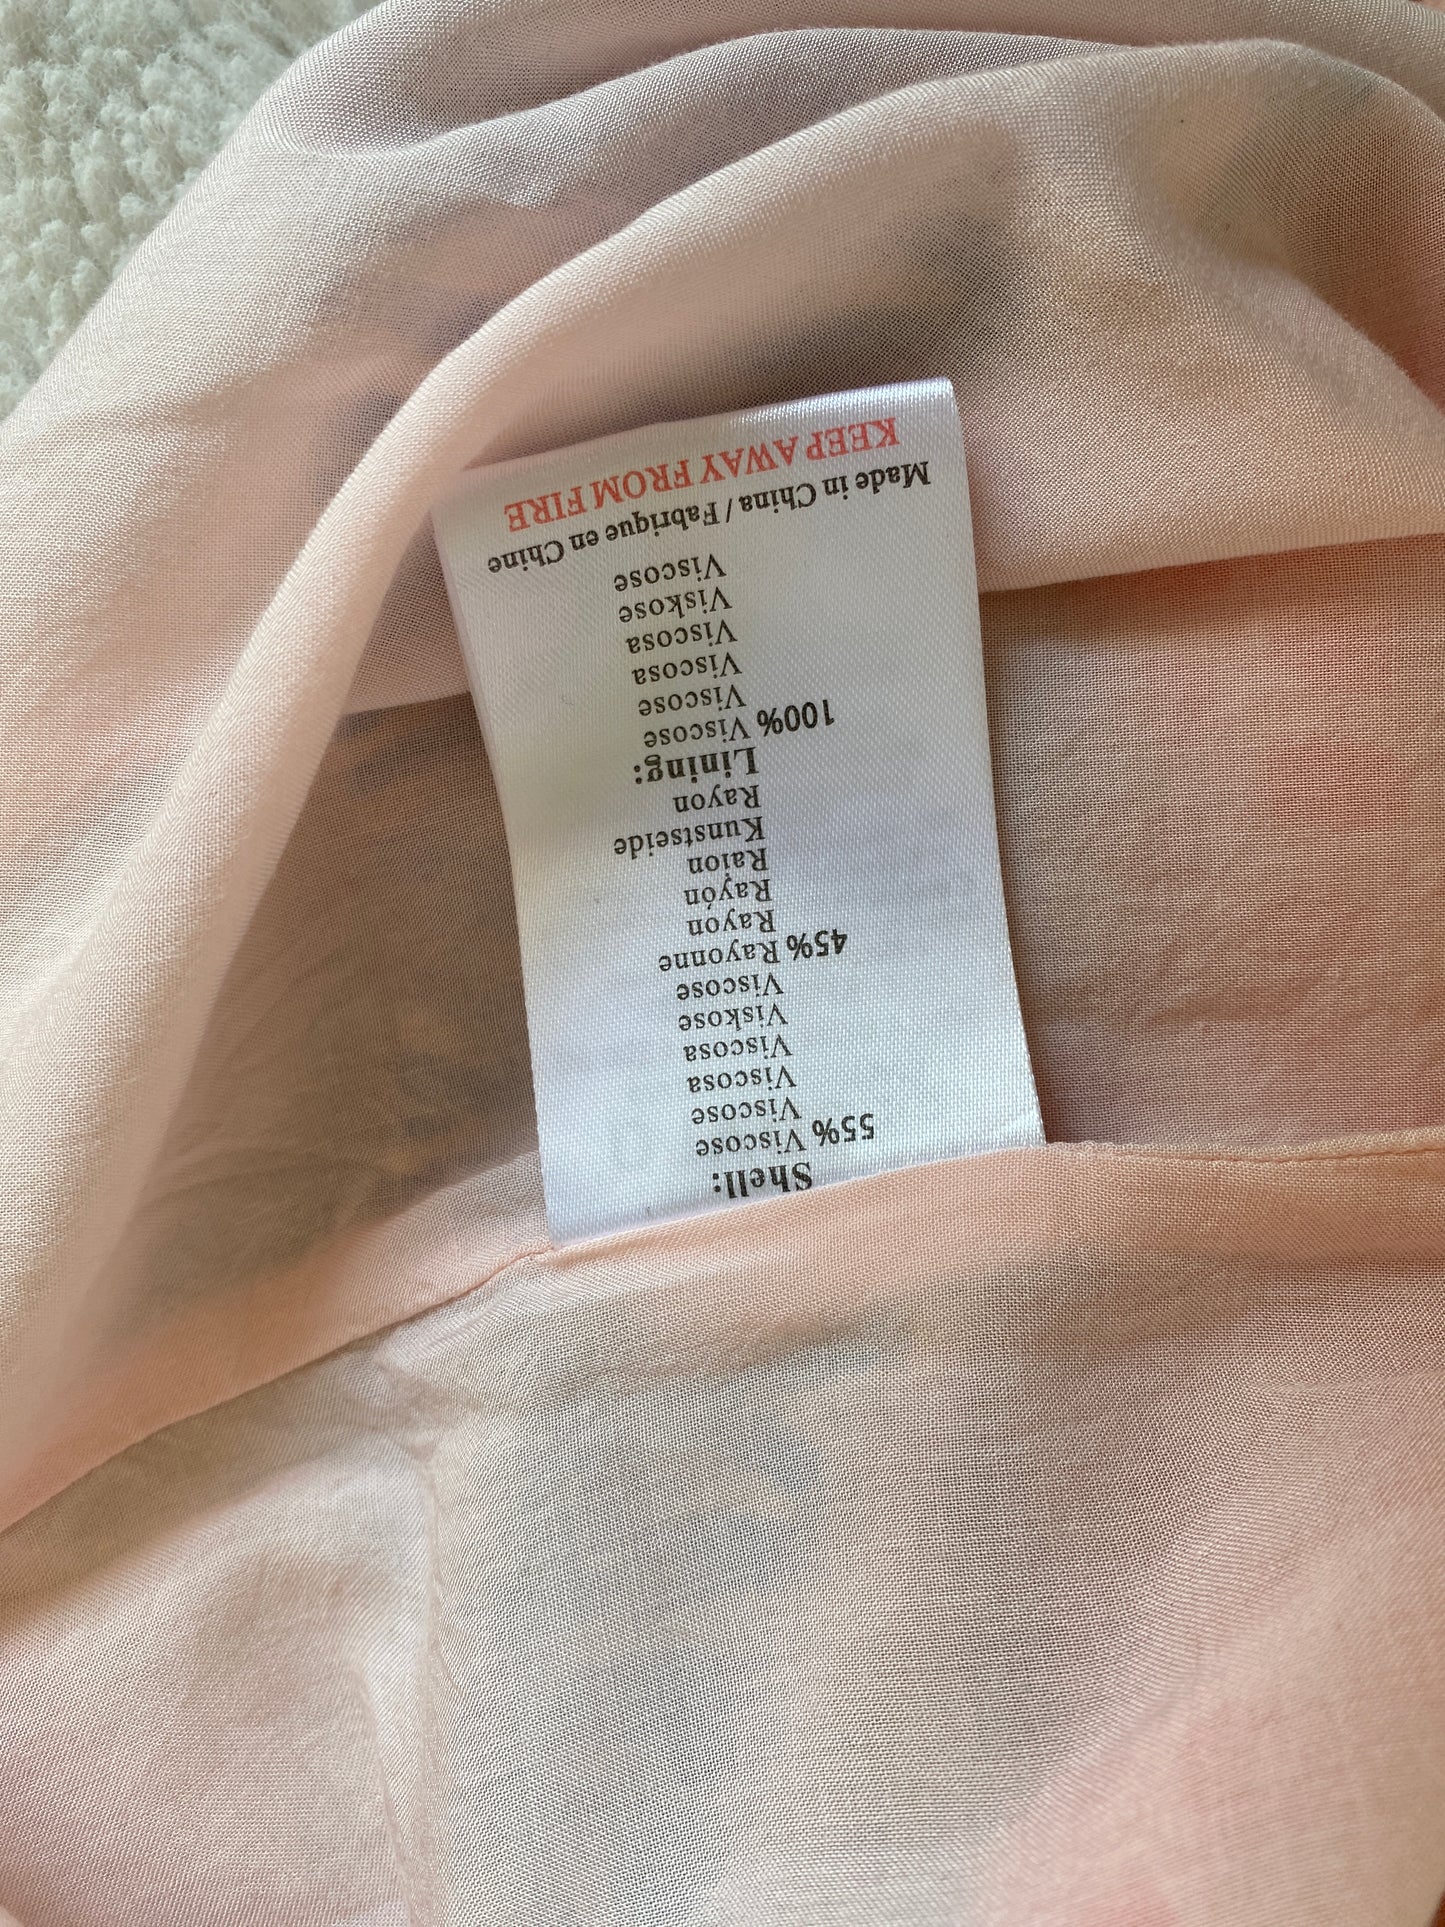 Shell:
55% Viscose
Viscose
Viscosa
Viscosa
Viskose
Viscose
45% Rayonne
Rayon
Rayón
Raion
Kunstseide
Rayon
Lining:
100% Viscose
Viscose
Viscosa
Viscosa
Viskose
Viscose
Made in China / Fabrique en Chine
KEEP AWAY FROM FIRE